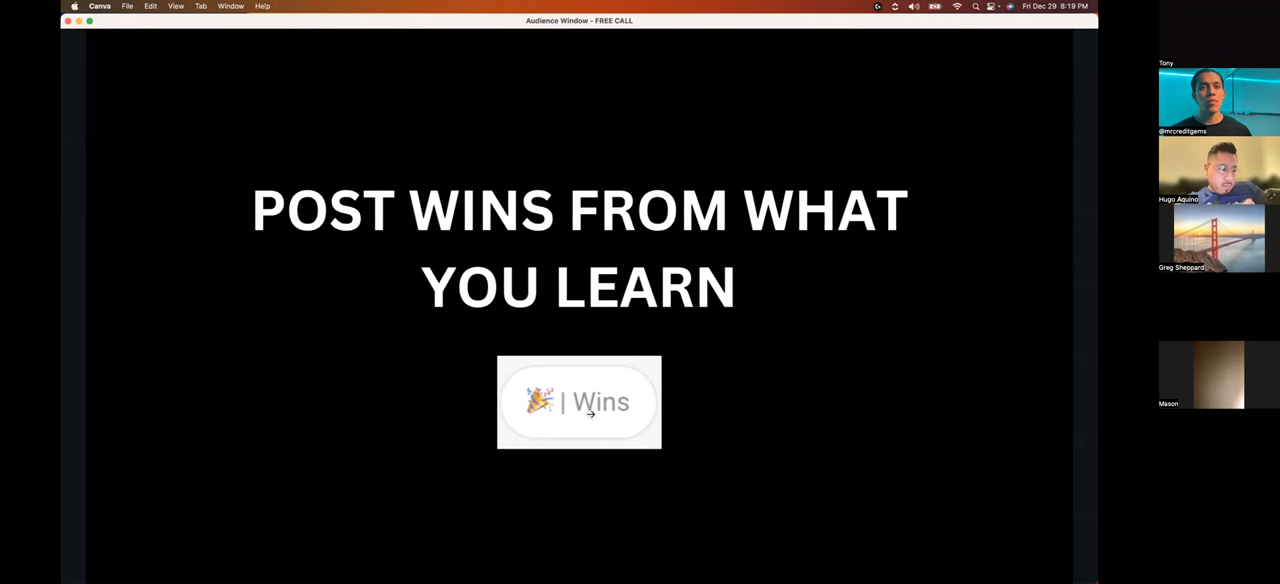 Canva File Edit View Tab Window Help
Fri Dec 29 8:19 PM
Audience Window - FREE CALL
POST WINS FROM WHAT
YOU LEARN
🎉 | Wins
Tony
@mrcreditgems
Hugo Aquino
Greg Sheppard
Mason